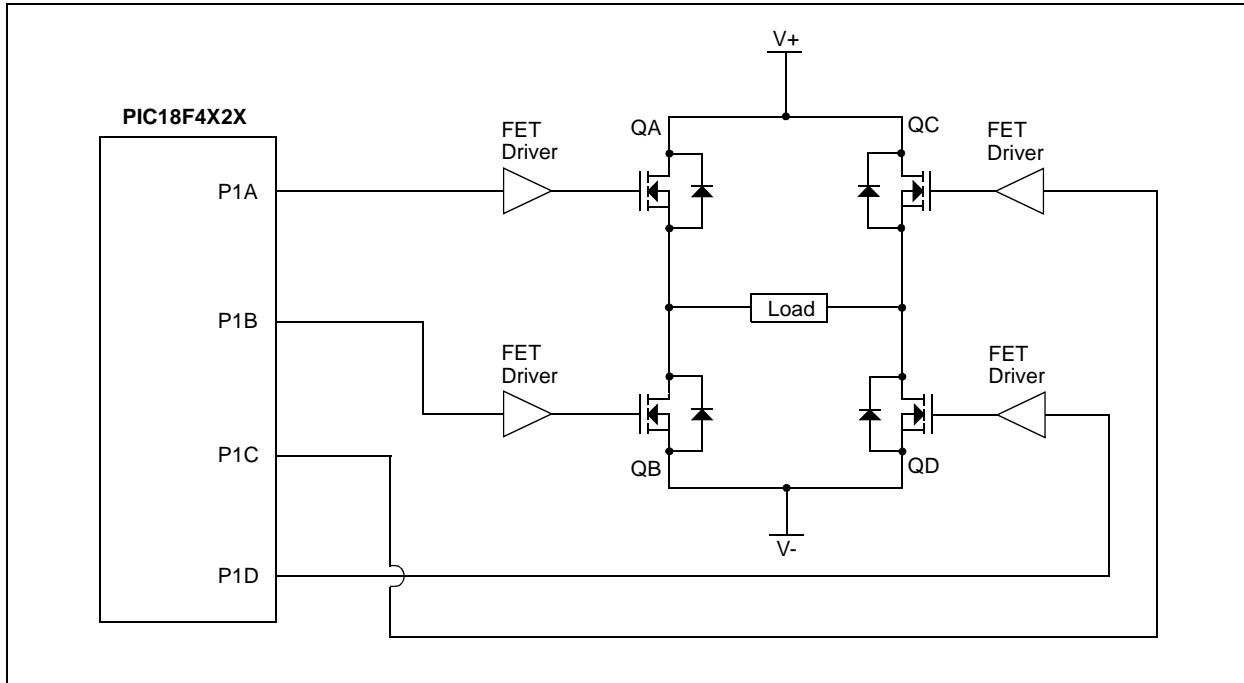 V+
PIC18F4X2X
FET
Driver
QA
QC
FET
Driver
P1A
P1B
Load
FET
Driver
FET
Driver
P1C
QB
QD
V-
P1D